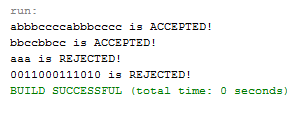 run:
abbbccccabbbcccc is ACCEPTED!
bbccbbcc is ACCEPTED!
aaa is REJECTED!
0011000111010 is REJECTED!
BUILD SUCCESSFUL (total time: 0 seconds)